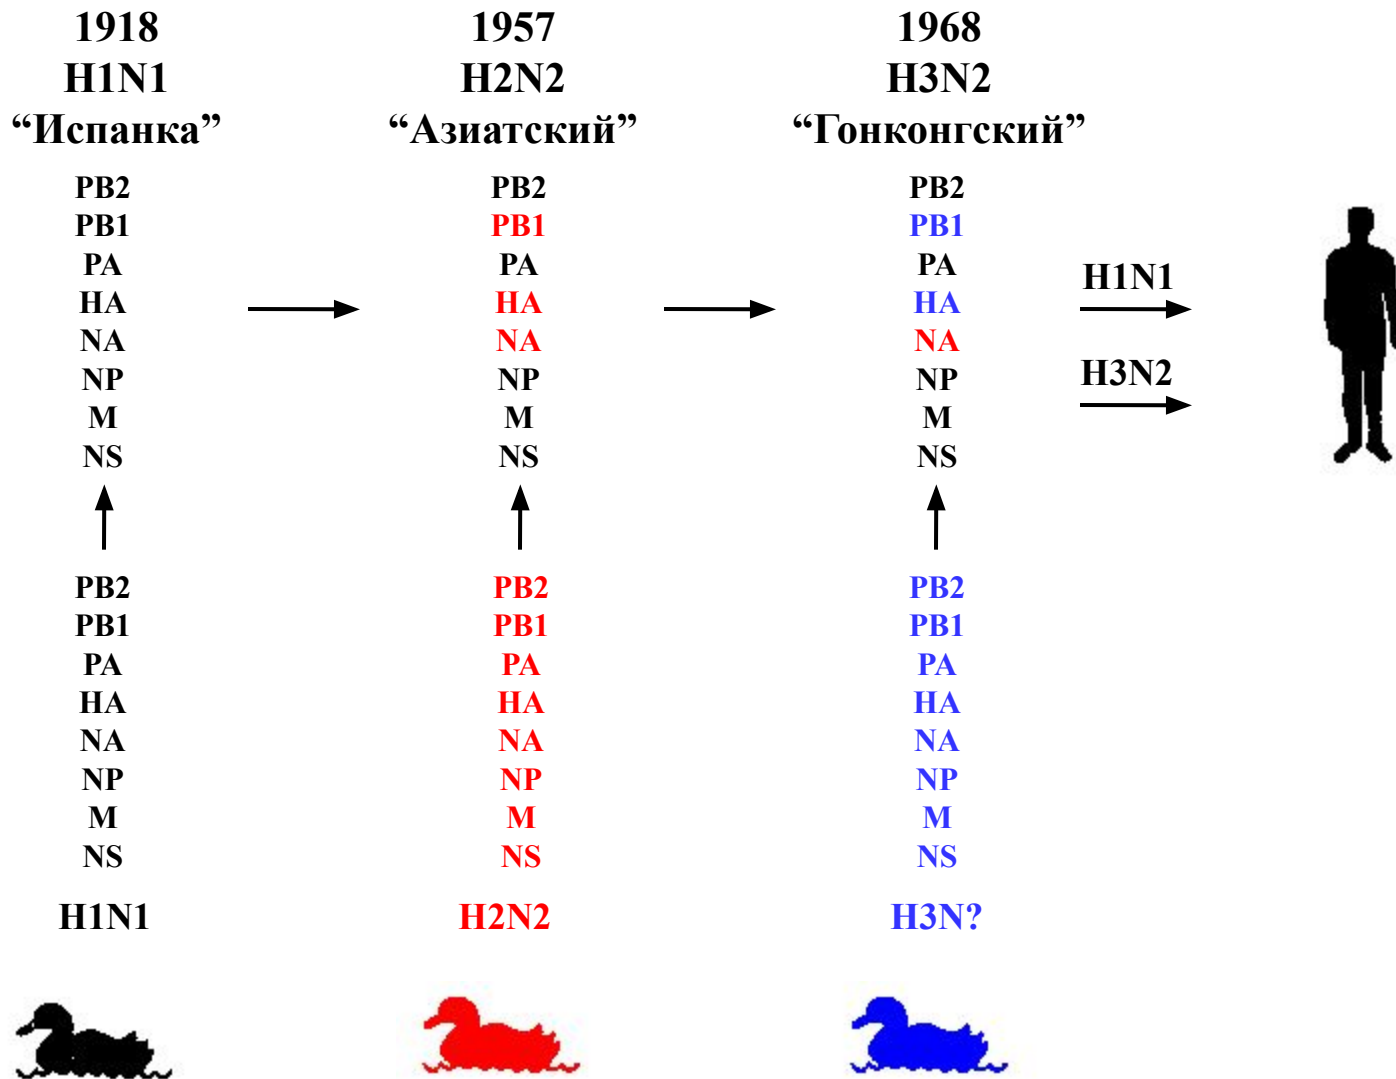 1918
H1N1
“Испанка”
PB2
PB1
PA
HA
NA
NP
M
NS
PB2
PB1
PA
HA
NA
NP
M
NS
H1N1
1957
H2N2
“Азиатский”
PB2
PB1
PA
HA
NA
NP
M
NS
PB2
PB1
PA
HA
NA
NP
M
NS
H2N2
1968
H3N2
“Гонконгский”
PB2
PB1
PA
HA
NA
NP
M
NS
PB2
PB1
PA
HA
NA
NP
M
NS
H3N?
H1N1
H3N2